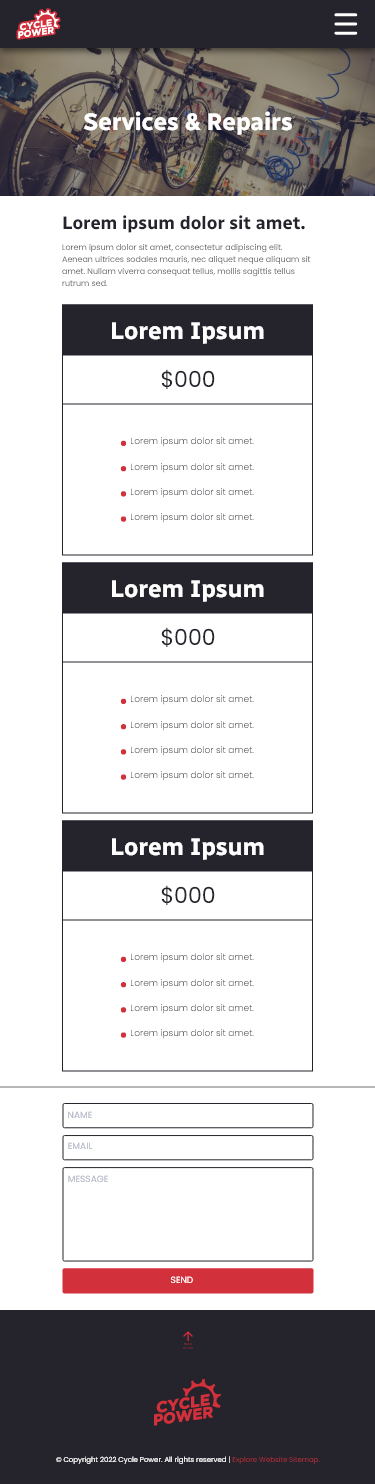 CYCLE
POWER
Services & Repairs
Lorem ipsum dolor sit amet.
Lorem ipsum dolor sit amet, consectetur adipiscing elit.
Aenean ultrices sodales mauris, nec aliquet neque aliquam sit
amet. Nullam viverra consequat tellus, mollis sagittis tellus
rutrum sed.
Lorem Ipsum
$000
Lorem ipsum dolor sit amet.
Lorem ipsum dolor sit amet.
Lorem ipsum dolor sit amet.
Lorem ipsum dolor sit amet.
Lorem Ipsum
$000
Lorem ipsum dolor sit amet.
Lorem ipsum dolor sit amet.
Lorem ipsum dolor sit amet.
Lorem ipsum dolor sit amet.
Lorem Ipsum
$000
Lorem ipsum dolor sit amet.
Lorem ipsum dolor sit amet.
Lorem ipsum dolor sit amet.
Lorem ipsum dolor sit amet.
NAME
EMAIL
MESSAGE
SEND
CYCLE
POWER
© Copyright 2022 Cycle Power. All rights reserved | Explore Website Sitemap.